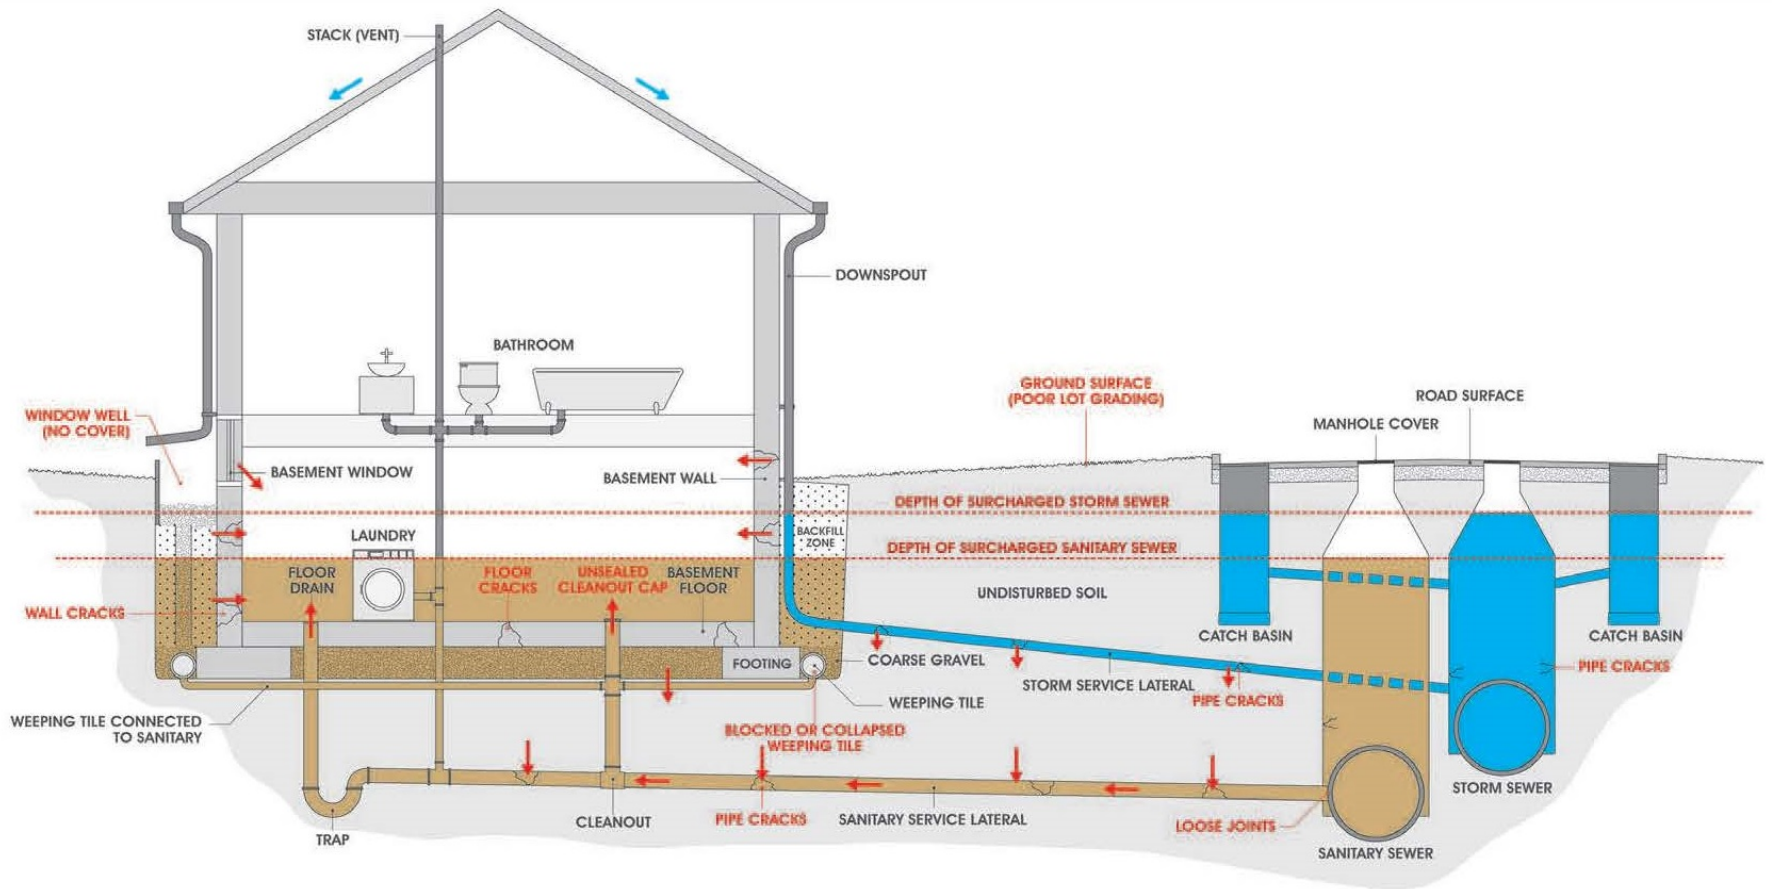 STACK (VENT)
DOWNSPOUT
BATHROOM
WINDOW WELL
(NO COVER)
BASEMENT WINDOW
BASEMENT WALL
GROUND SURFACE
(POOR LOT GRADING)
ROAD SURFACE
MANHOLE COVER
DEPTH OF SURCHARGED STORM SEWER
LAUNDRY
BACKFILL
ZONE
DEPTH OF SURCHARGED SANITARY SEWER
FLOOR
DRAIN
FLOOR
CRACKS
UNSEALED
CLEANOUT CAP
BASEMENT
FLOOR
UNDISTURBED SOIL
WALL CRACKS
CATCH BASIN
CATCH BASIN
FOOTING
COARSE GRAVEL
STORM SERVICE LATERAL
PIPE CRACKS
PIPE CRACKS
WEEPING TILE
WEEPING TILE CONNECTED
TO SANITARY
BLOCKED OR COLLAPSED
WEEPING TILE
STORM SEWER
TRAP
CLEANOUT
PIPE CRACKS
SANITARY SERVICE LATERAL
LOOSE JOINTS
SANITARY SEWER